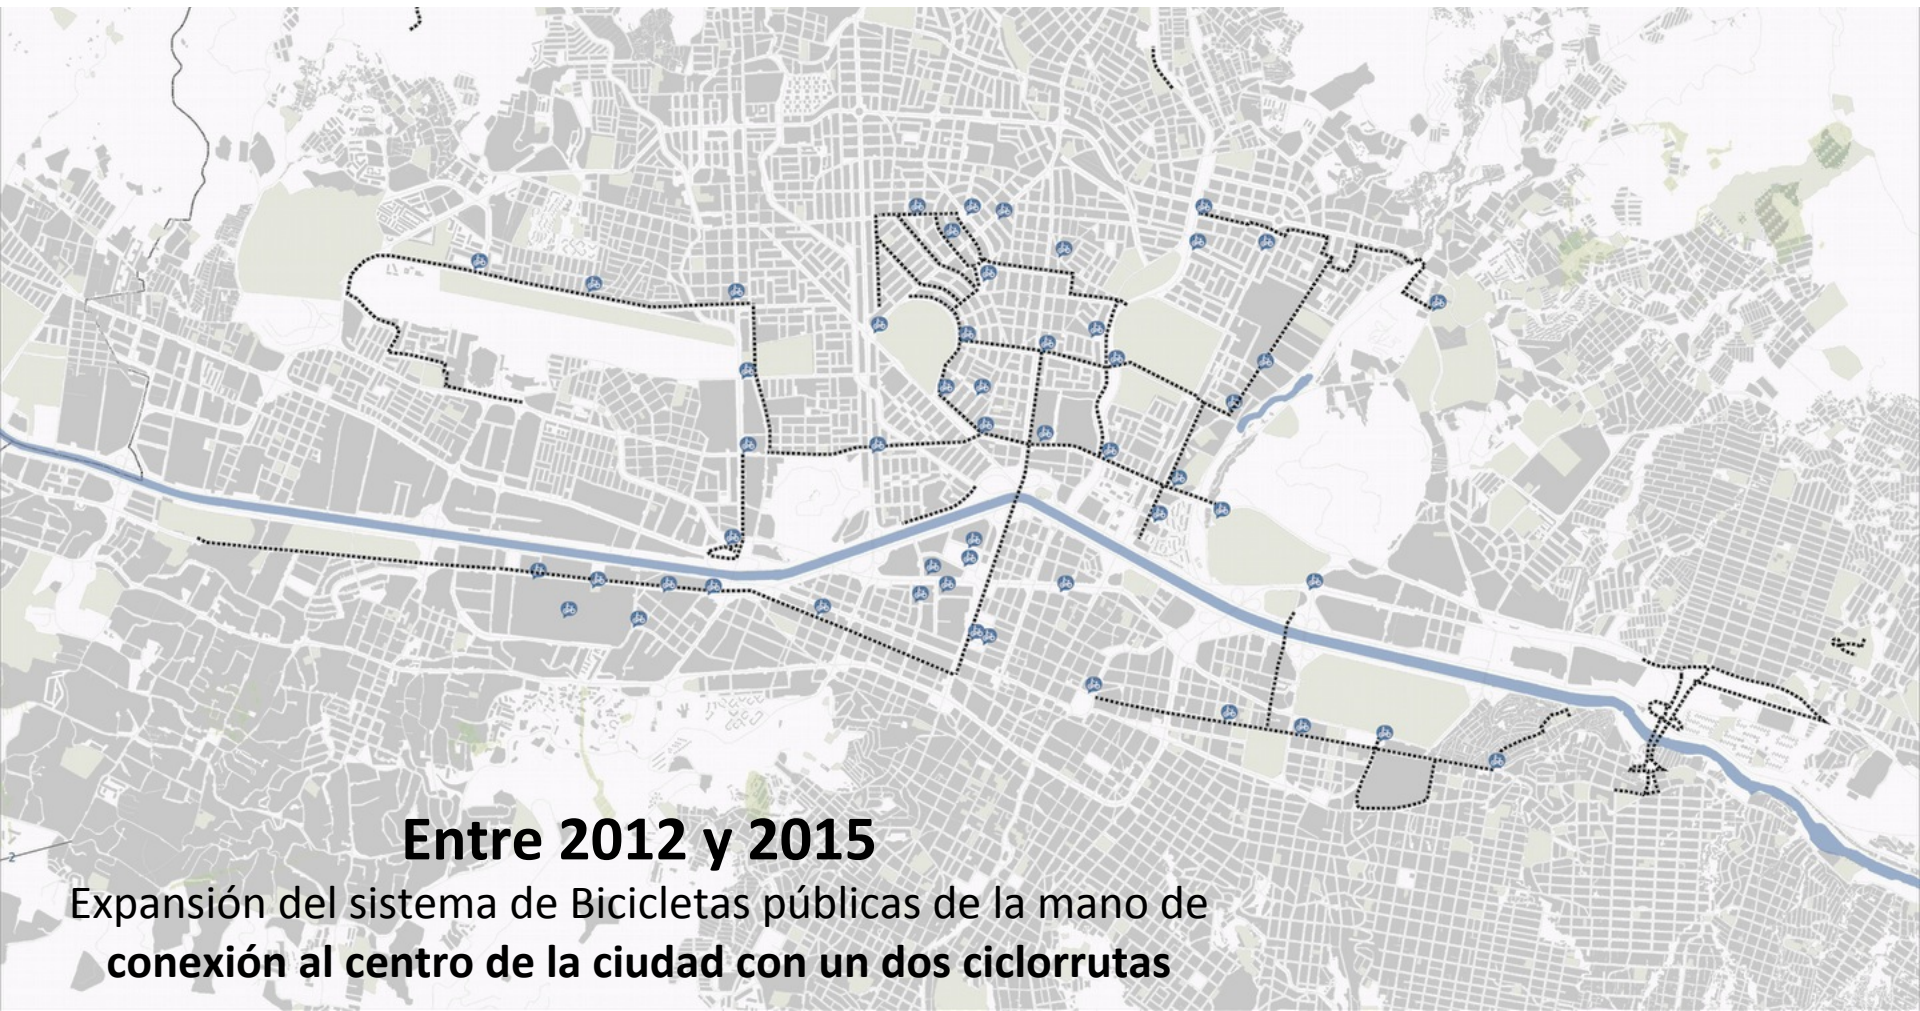 Entre 2012 y 2015
Expansión del sistema de Bicicletas públicas de la mano de
conexión al centro de la ciudad con un dos ciclorrutas
2